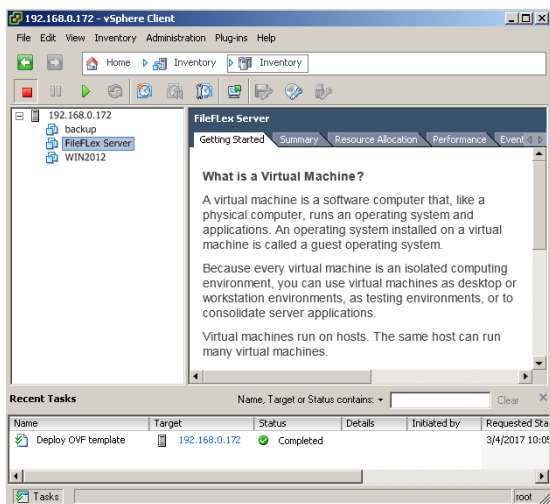 192.168.0.172 - vSphere Client
File Edit View Inventory Administration Plug-ins Help
Home Inventory Inventory
192.168.0.172
backup
FileFLex Server
WIN2012
FileFLex Server
Getting Started Summary Resource Allocation Performance Event
What is a Virtual Machine?
A virtual machine is a software computer that, like a
physical computer, runs an operating system and
applications. An operating system installed on a virtual
machine is called a guest operating system.
Because every virtual machine is an isolated computing
environment, you can use virtual machines as desktop or
workstation environments, as testing environments, or to
consolidate server applications.
Virtual machines run on hosts. The same host can run
many virtual machines.
Recent Tasks Name, Target or Status contains: Clear
Name Target Status Details Initiated by Requested Sta
Deploy OVF template 192.168.0.172 Completed 3/4/2017 10:05
Tasks root